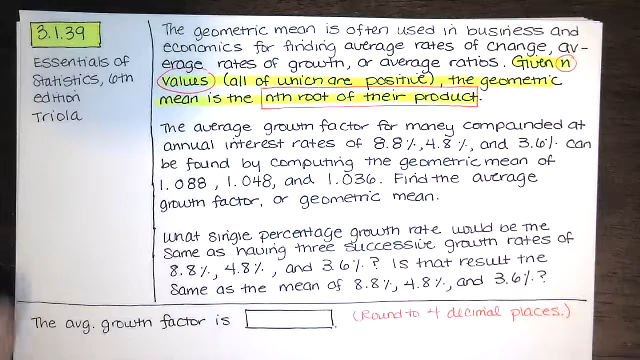 3.1.39
Essentials of
Statistics, 6th
edition
Triola
The geometric mean is often used in business and
economics for finding average rates of change, av-
erage rates of growth, or average ratios. Given n
values (all of which are positive), the geometric
mean is the nth root of their product.
The average growth factor for money compounded at
annual interest rates of 8.8%, 4.8%, and 3.6% can
be found by computing the geometric mean of
1.088, 1.048, and 1.036. Find the average
growth factor, or geometric mean.
What single percentage growth rate would be the
same as having three successive growth rates of
8.8%, 4.8%, and 3.6%? Is that result the
same as the mean of 8.8%, 4.8%, and 3.6%?
The avg. growth factor is . (Round to 4 decimal places.)